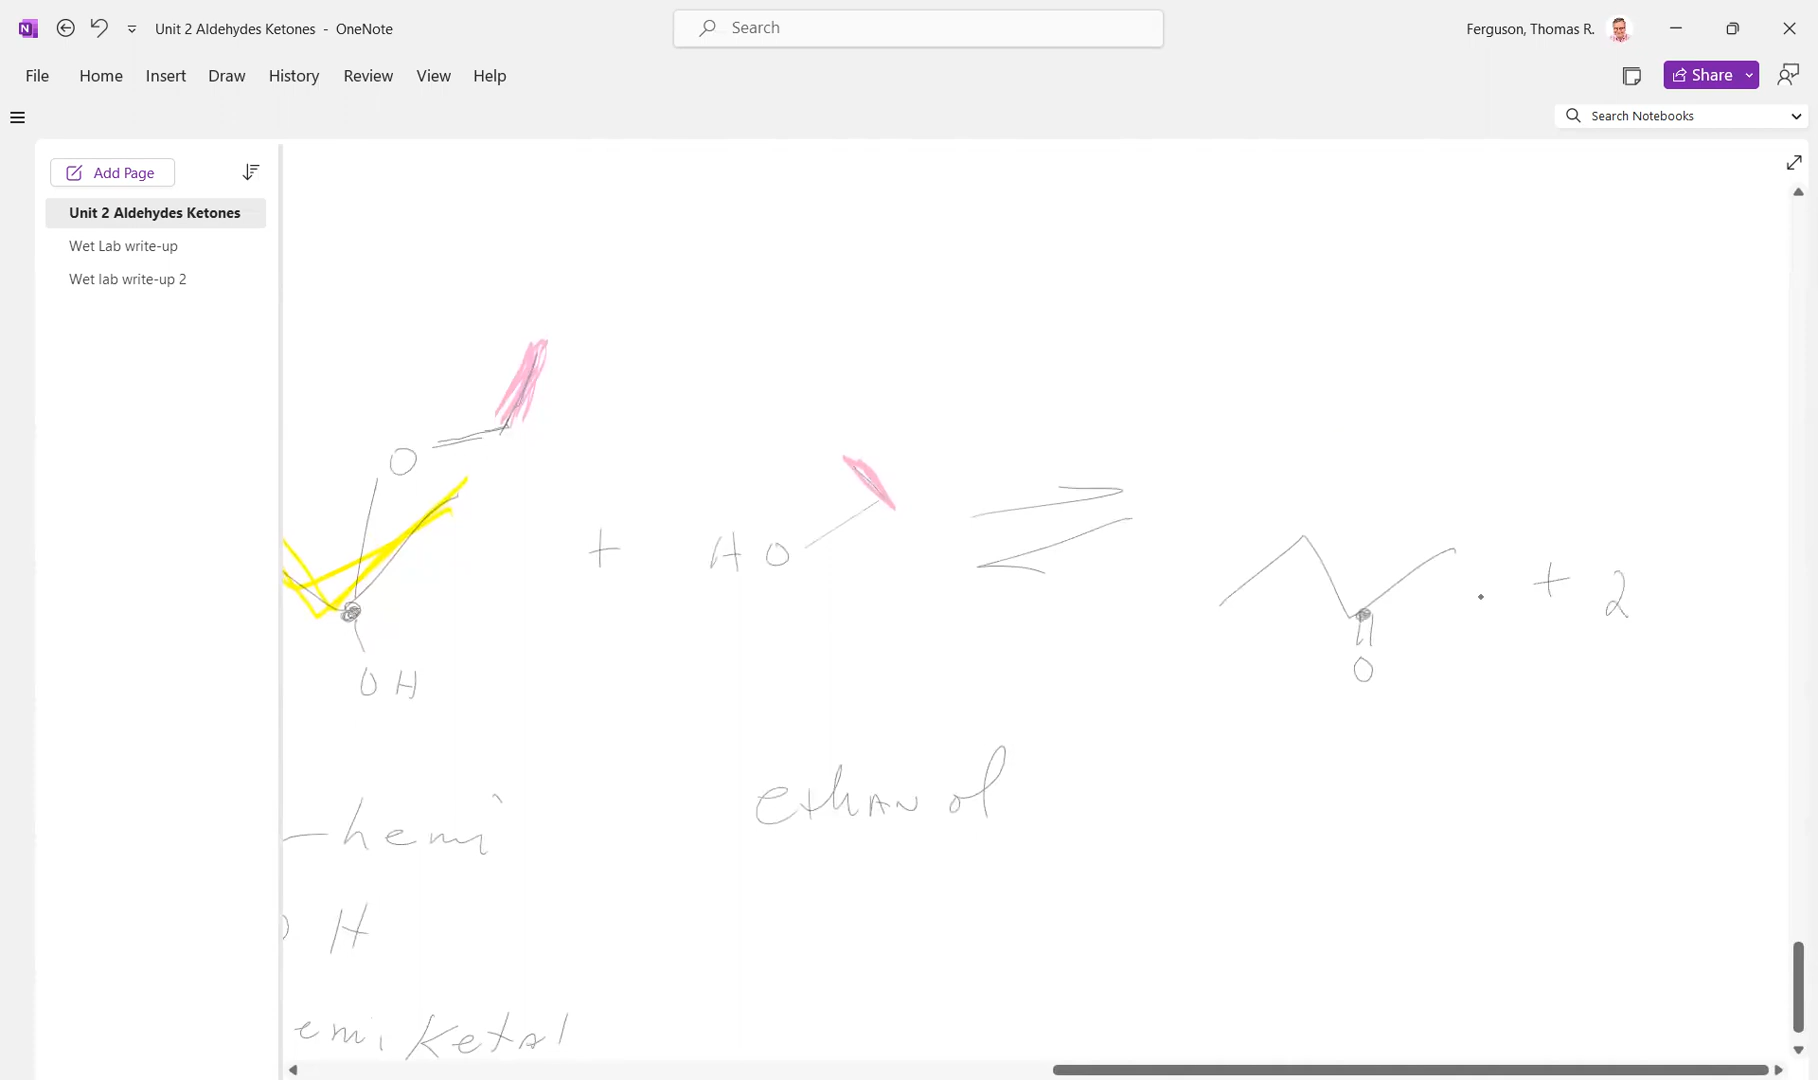 Unit 2 Aldehydes Ketones - OneNote
Search
Ferguson, Thomas R.
File Home Insert Draw History Review View Help
Share
Search Notebooks
Add Page
Unit 2 Aldehydes Ketones
Wet Lab write-up
Wet lab write-up 2
O
+ HO
+ 2
OH
O
ethanol
-hemi
H
emi Ketal